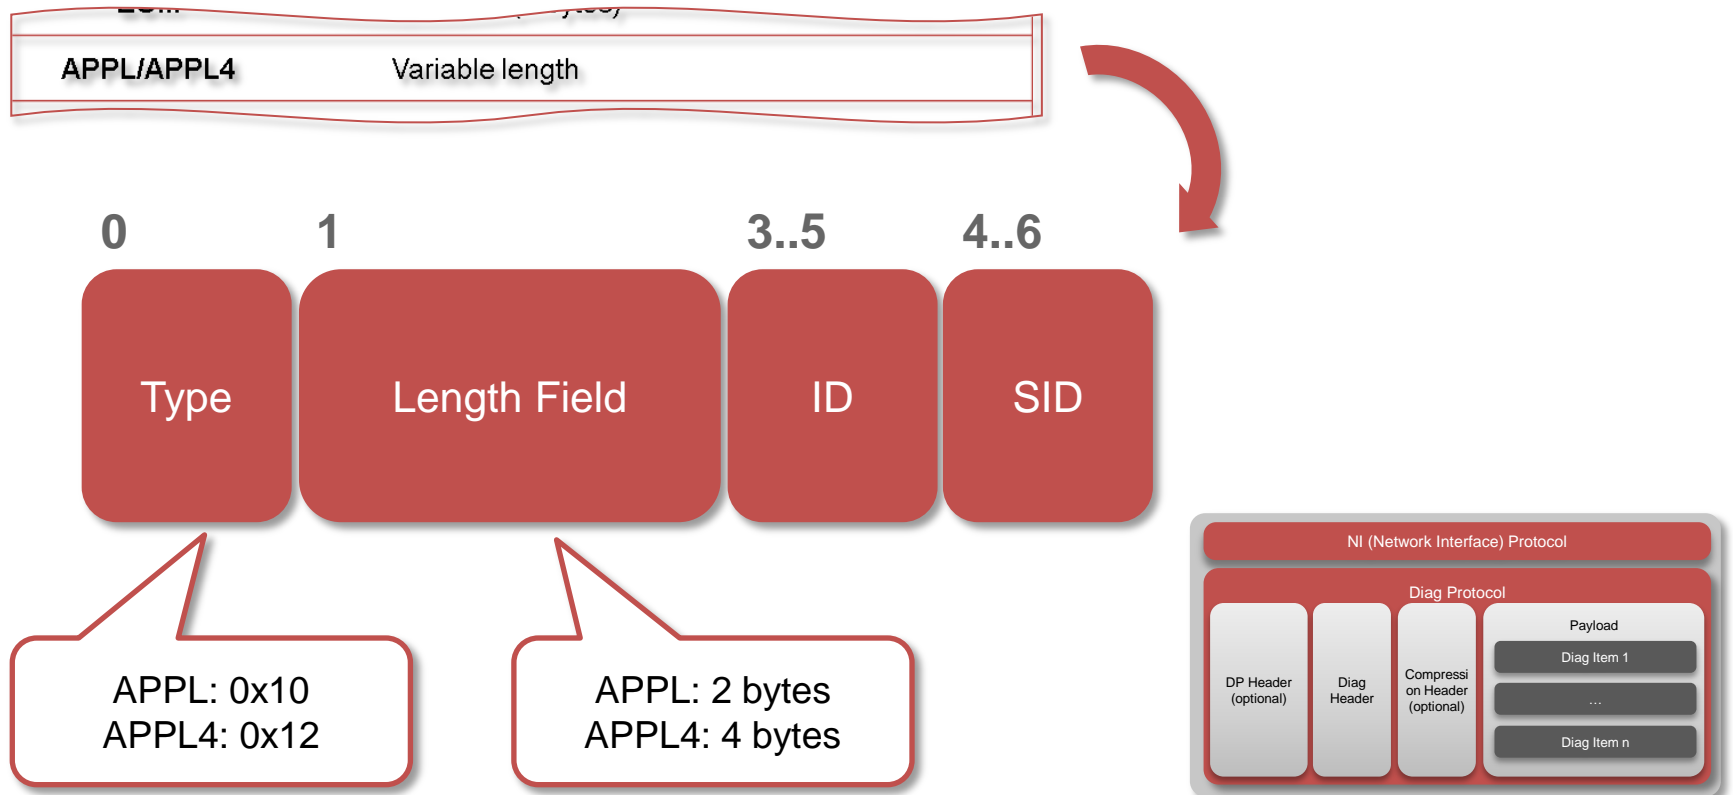 APPL/APPL4 Variable length
0 1 3..5 4..6
Type Length Field ID SID
APPL: 0x10
APPL4: 0x12
APPL: 2 bytes
APPL4: 4 bytes
NI (Network Interface) Protocol
Diag Protocol
DP Header
(optional)
Diag
Header
Compressi
on Header
(optional)
Payload
Diag Item 1
...
Diag Item n